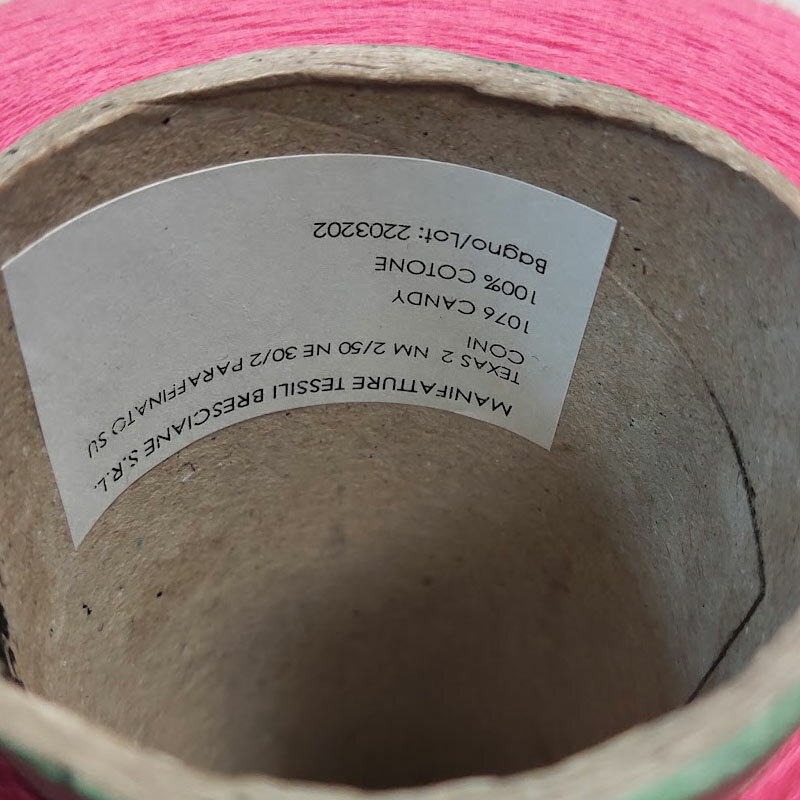 MANIFATTURE TESSILI BRESCIANE S.R.L.
TEXAS 2 NM 2/50 NE 30/2 PARAFFINATO SU
CONI
1076 CANDY
100% COTONE
Bagno/Lot: 2203202